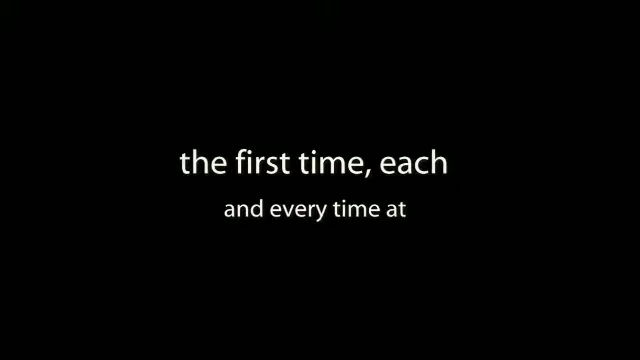 the first time, each
and every time at